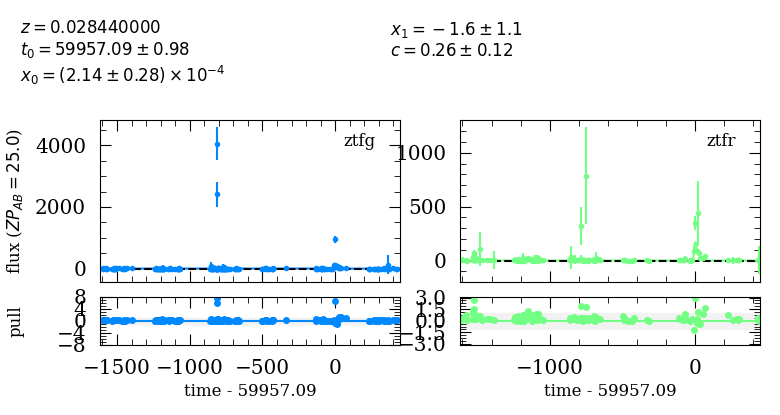 z = 0.028440000
t₀ = 59957.09 ± 0.98
x₀ = (2.14 ± 0.28) × 10⁻⁴
x₁ = −1.6 ± 1.1
c = 0.26 ± 0.12
flux (ZP_AB = 25.0)
4000
2000
0
ztfg
1000
500
0
ztfr
pull
8
4
0
−4
−8
3.0
1.5
0.0
−1.5
−3.0
−1500
−1000
−500
0
time - 59957.09
−1000
0
time - 59957.09